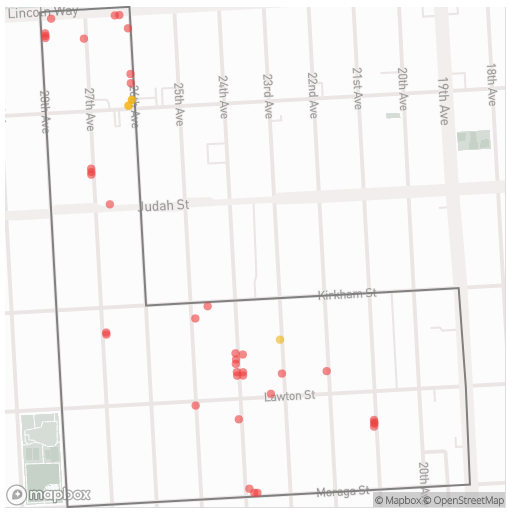 Lincoln Way
28th Ave
27th Ave
26th Ave
25th Ave
24th Ave
23rd Ave
22nd Ave
21st Ave
20th Ave
19th Ave
18th Ave
Judah St
Kirkham St
Lawton St
20th A
Moraga St
mapbox
© Mapbox © OpenStreetMap